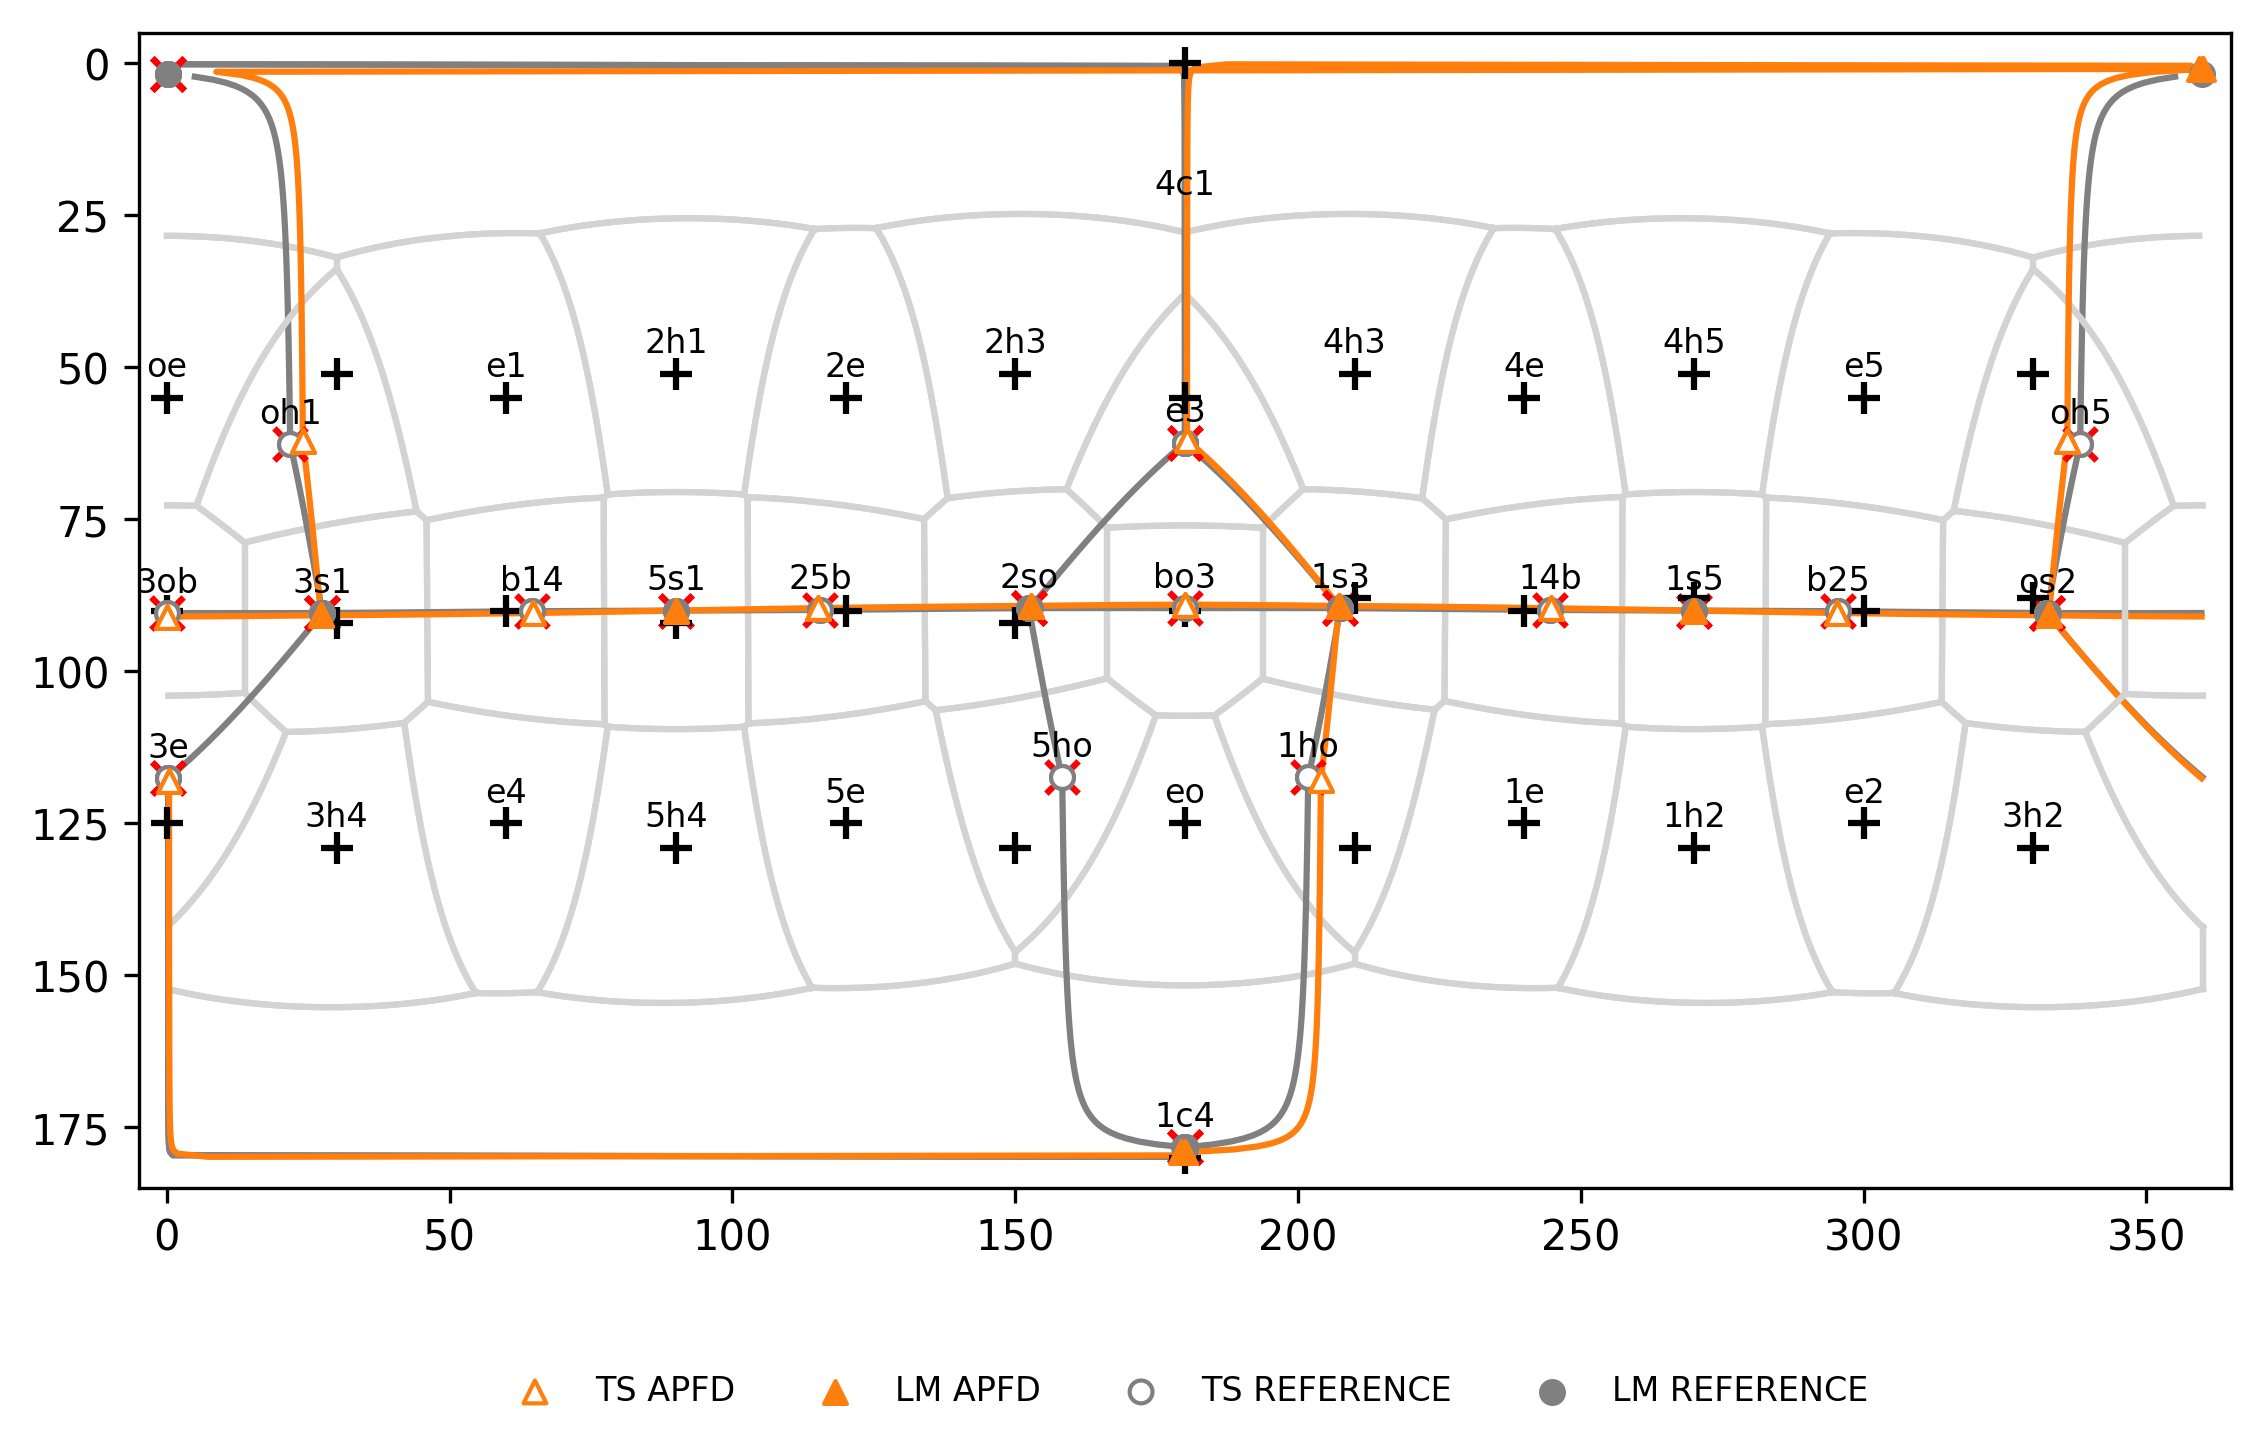 0
25
50
75
100
125
150
175
4c1
2h1 2h3 4h3 4h5
oe e1 2e 4e e5
oh1 e3 oh5
3ob 3s1 b14 5s1 25b 2so bo3 1s3 14b 1s5 b25 os2
3e 5ho 1ho
e4 5e eo 1e e2
3h4 5h4 1h2 3h2
1c4
0 50 100 150 200 250 300 350
TS APFD LM APFD TS REFERENCE LM REFERENCE